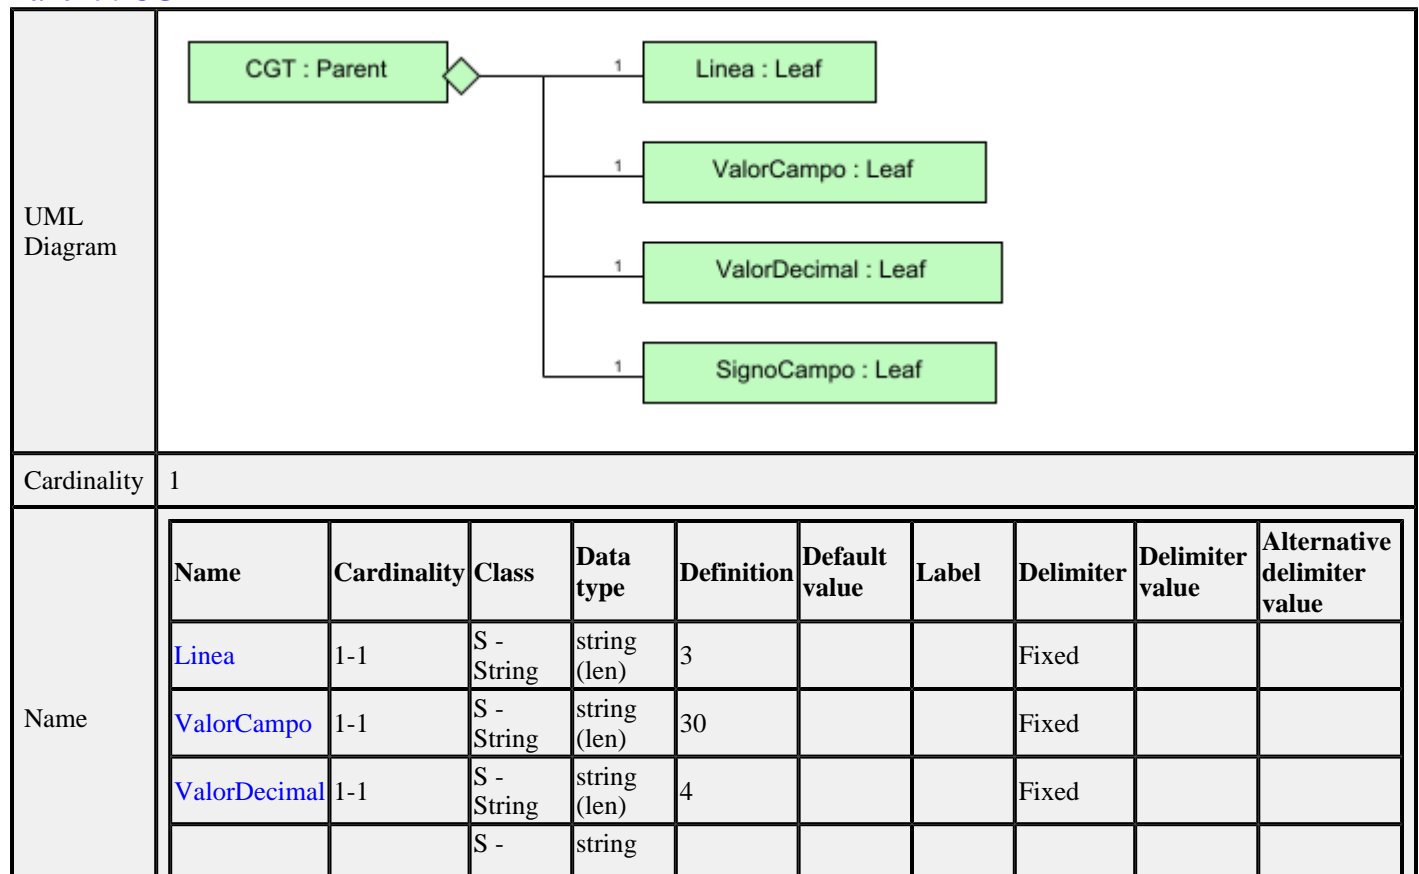 CGT : Parent
1
Linea : Leaf
1
ValorCampo : Leaf
UML
Diagram
1
ValorDecimal : Leaf
1
SignoCampo : Leaf
Cardinality 1
Name Cardinality Class Data type Definition Default value Label Delimiter Delimiter value Alternative delimiter value
Linea 1-1 S - String string (len) 3 Fixed
Name
ValorCampo 1-1 S - String string (len) 30 Fixed
ValorDecimal 1-1 S - String string (len) 4 Fixed
S - string